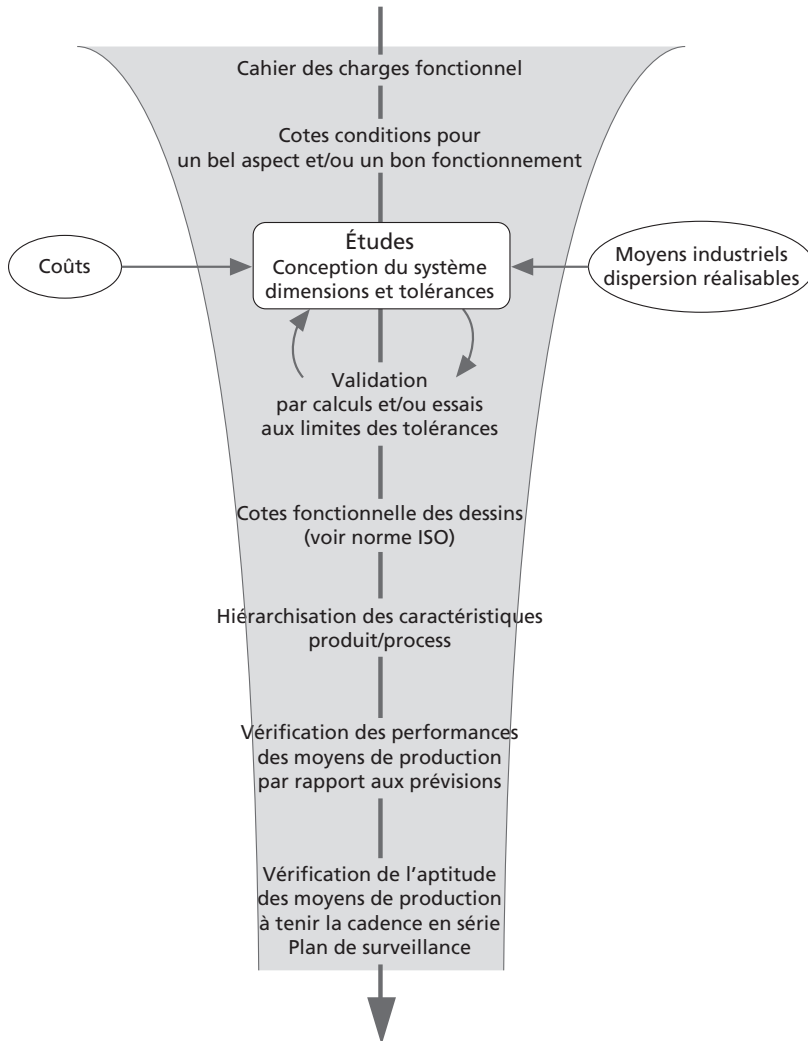 Cahier des charges fonctionnel
Cotes conditions pour
un bel aspect et/ou un bon fonctionnement
Coûts
Études
Conception du système
dimensions et tolérances
Moyens industriels
dispersion réalisables
Validation
par calculs et/ou essais
aux limites des tolérances
Cotes fonctionnelle des dessins
(voir norme ISO)
Hiérarchisation des caractéristiques
produit/process
Vérification des performances
des moyens de production
par rapport aux prévisions
Vérification de l'aptitude
des moyens de production
à tenir la cadence en série
Plan de surveillance